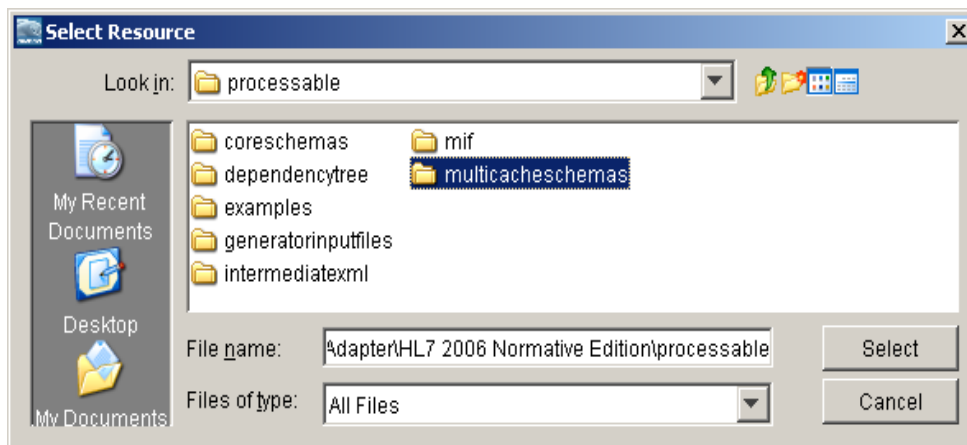 Select Resource
Look in: processable
coreschemas mif
dependencytree multicacheschemas
examples
generatorinputfiles
intermediatexml
My Recent
Documents
Desktop
My Documents
File name: Adapter\HL7 2006 Normative Edition\processable Select
Files of type: All Files Cancel